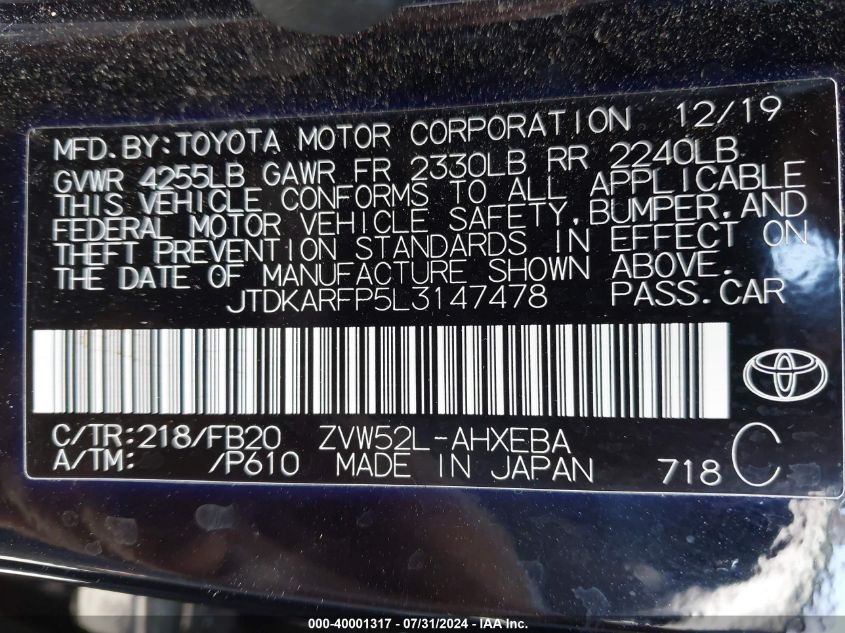 MFD. BY: TOYOTA MOTOR CORPORATION 12/19
GVWR 4255LB GAWR FR 2330LB RR 2240LB
THIS VEHICLE CONFORMS TO ALL APPLICABLE
FEDERAL MOTOR VEHICLE SAFETY, BUMPER, AND
THEFT PREVENTION STANDARDS IN EFFECT ON
THE DATE OF MANUFACTURE SHOWN ABOVE.
JTDKARFP5L3147478 PASS. CAR
C/TR: 218/FB20 ZVW52L-AHXEBA
A/TM: /P610 MADE IN JAPAN 718 C
000-40001317 - 07/31/2024 - IAA Inc.